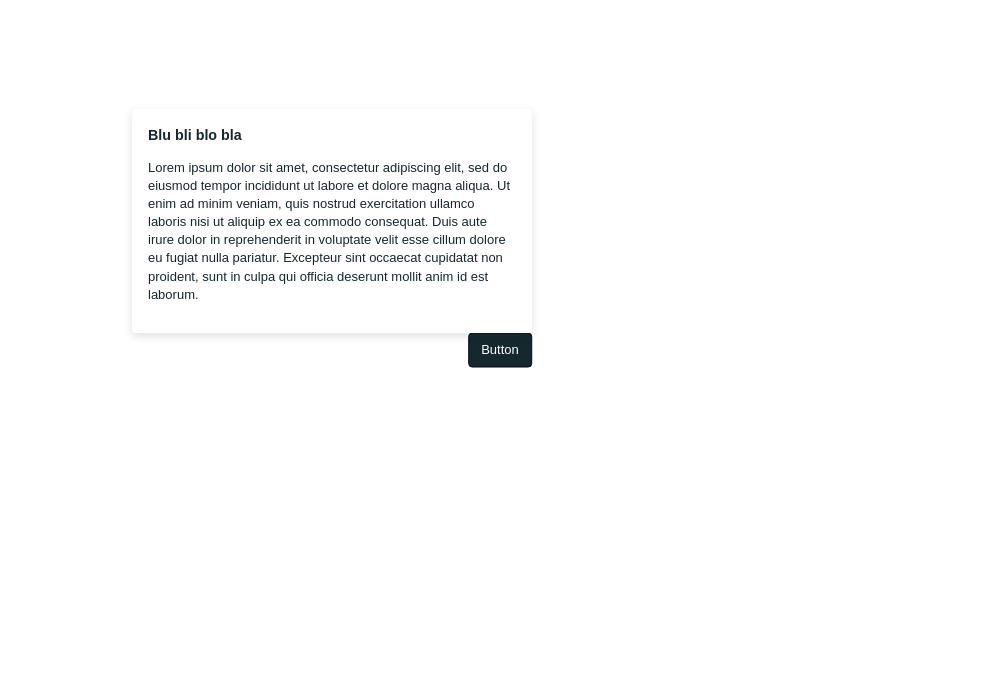 Blu bli blo bla
Lorem ipsum dolor sit amet, consectetur adipiscing elit, sed do
eiusmod tempor incididunt ut labore et dolore magna aliqua. Ut
enim ad minim veniam, quis nostrud exercitation ullamco
laboris nisi ut aliquip ex ea commodo consequat. Duis aute
irure dolor in reprehenderit in voluptate velit esse cillum dolore
eu fugiat nulla pariatur. Excepteur sint occaecat cupidatat non
proident, sunt in culpa qui officia deserunt mollit anim id est
laborum.
Button